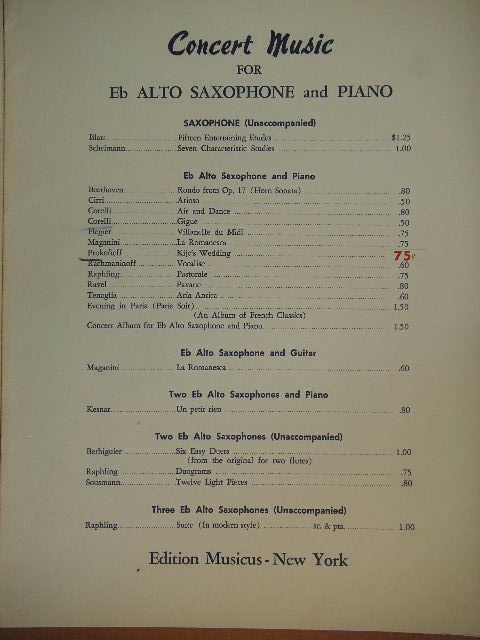 Concert Music
FOR
Eb ALTO SAXOPHONE and PIANO
SAXOPHONE (Unaccompanied)
Blatt Fifteen Entertaining Etudes $1.25
Schelmann Seven Characteristic Studies 1.00
Eb Alto Saxophone and Piano
Beethoven Rondo from Op. 17 (Horn Sonata) .80
Cirri Arioso .50
Corelli Air and Dance .80
Corelli Gigue .50
Flegier Villanelle du Midi .75
Maganini La Romanesca .75
Prokofieff Kije's Wedding 75¢
Rachmaninoff Vocalise .60
Raphling Pastorale .75
Ravel Pavane .80
Tenaglia Aria Antica .60
Evening in Paris (Paris Soir) 1.50
(An Album of French Classics)
Concert Album for Eb Alto Saxophone and Piano 1.50
Eb Alto Saxophone and Guitar
Maganini La Romanesca .60
Two Eb Alto Saxophones and Piano
Kesnar Un petit rien .80
Two Eb Alto Saxophones (Unaccompanied)
Berbiguier Six Easy Duets 1.00
(from the original for two flutes)
Raphling Duograms .75
Sousmann Twelve Light Pieces .80
Three Eb Alto Saxophones (Unaccompanied)
Raphling Suite (In modern style) sc. & pts. 1.00
Edition Musicus - New York